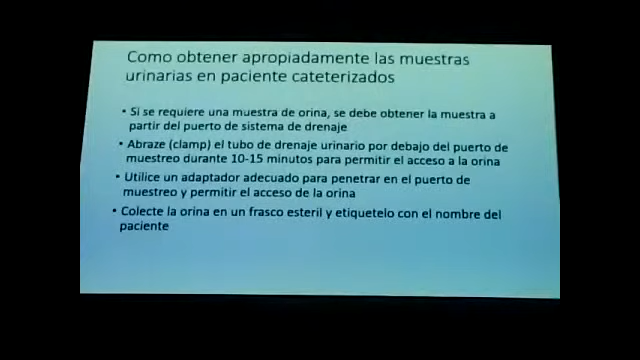 Como obtener apropiadamente las muestras
urinarias en paciente cateterizados
• Si se requiere una muestra de orina, se debe obtener la muestra a
partir del puerto de sistema de drenaje
• Abraze (clamp) el tubo de drenaje urinario por debajo del puerto de
muestreo durante 10-15 minutos para permitir el acceso a la orina
• Utilice un adaptador adecuado para penetrar en el puerto de
muestreo y permitir el acceso de la orina
• Colecte la orina en un frasco esteril y etiquetelo con el nombre del
paciente